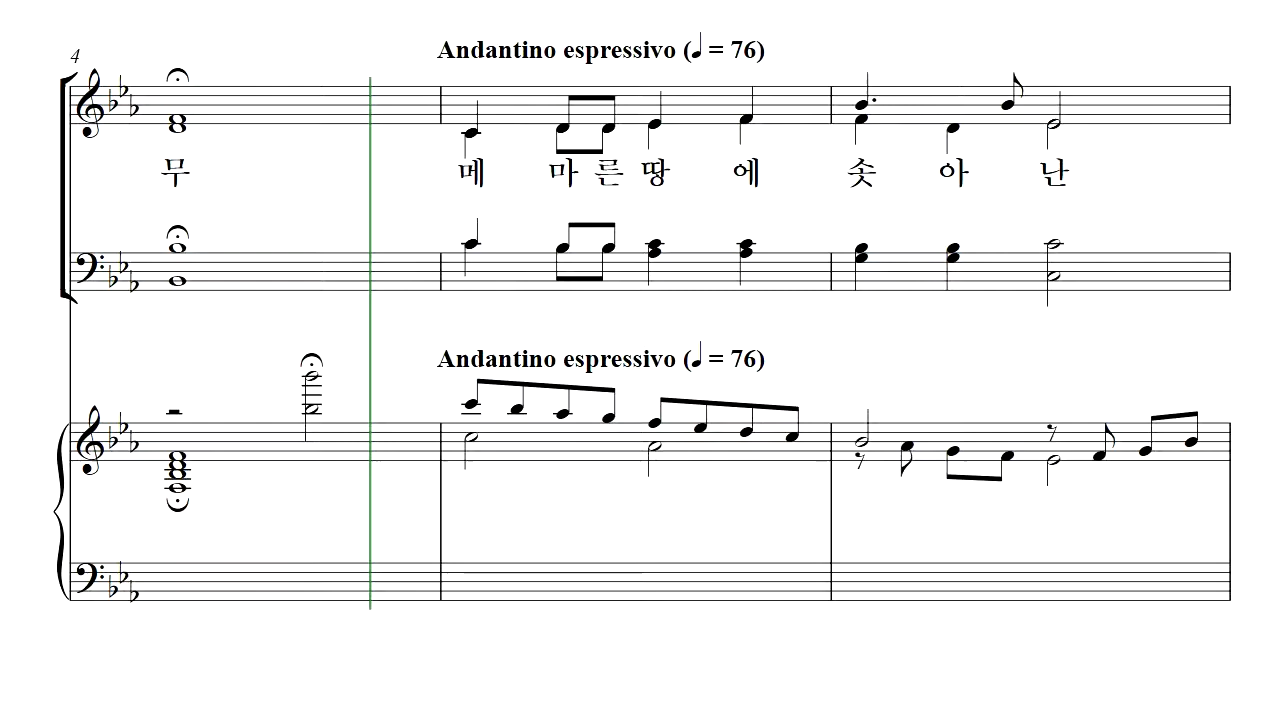 4
Andantino espressivo (♩ = 76)
무 메 마 른 땅 에 솟 아 난
Andantino espressivo (♩ = 76)